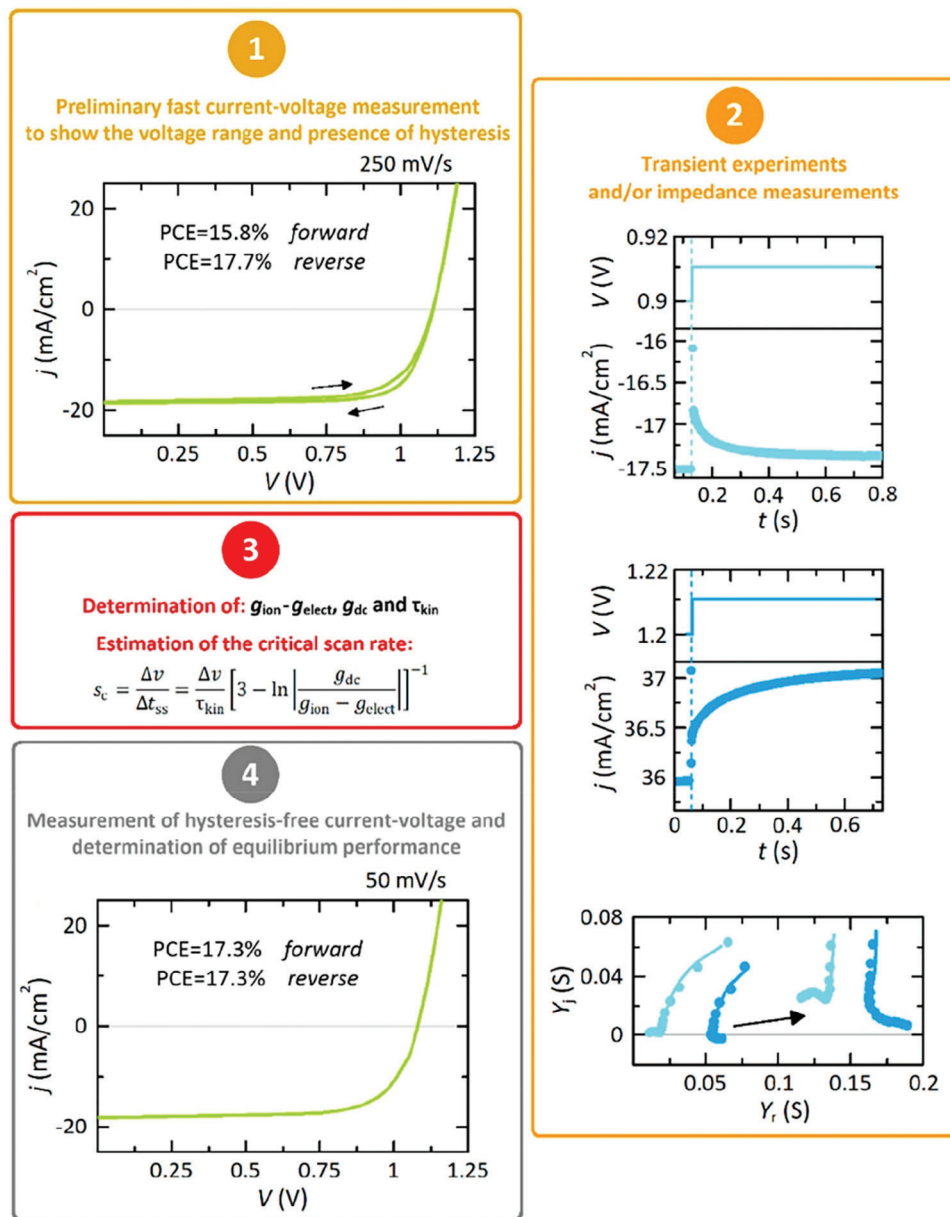 1
Preliminary fast current-voltage measurement
to show the voltage range and presence of hysteresis
250 mV/s
20
0
-20
j (mA/cm²)
PCE=15.8% forward
PCE=17.7% reverse
0.25 0.5 0.75 1 1.25
V (V)
2
Transient experiments
and/or impedance measurements
0.92
0.9
V (V)
-16
-16.5
-17
-17.5
j (mA/cm²)
0.2 0.4 0.6 0.8
t (s)
1.22
1.2
V (V)
37
36.5
36
j (mA/cm²)
0 0.2 0.4 0.6
t (s)
0.08
0.04
0
Yj (S)
0.05 0.1 0.15 0.2
Yr (S)
3
Determination of: gion-gelect, gdc and τkin
Estimation of the critical scan rate:
sc = Δv/Δtss = Δv/τkin [3 − ln|gdc/(gion − gelect)|]⁻¹
4
Measurement of hysteresis-free current-voltage and
determination of equilibrium performance
50 mV/s
20
0
-20
j (mA/cm²)
PCE=17.3% forward
PCE=17.3% reverse
0.25 0.5 0.75 1 1.25
V (V)